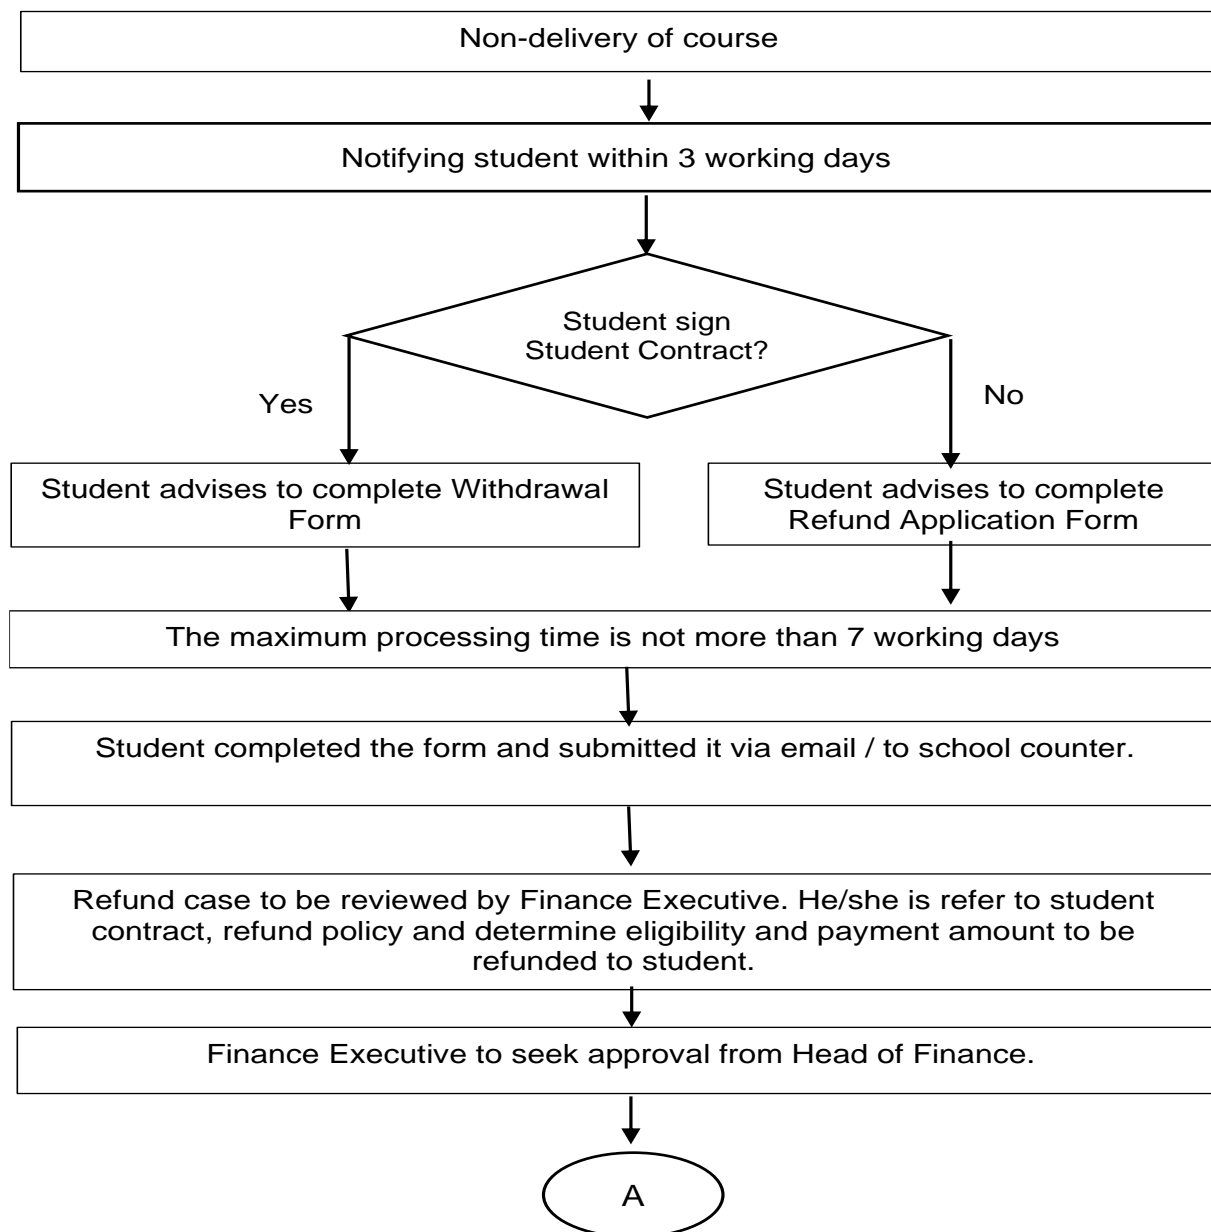 Non-delivery of course
Notifying student within 3 working days
Student sign
Student Contract?
Yes
No
Student advises to complete Withdrawal
Form
Student advises to complete
Refund Application Form
The maximum processing time is not more than 7 working days
Student completed the form and submitted it via email / to school counter.
Refund case to be reviewed by Finance Executive. He/she is refer to student
contract, refund policy and determine eligibility and payment amount to be
refunded to student.
Finance Executive to seek approval from Head of Finance.
A